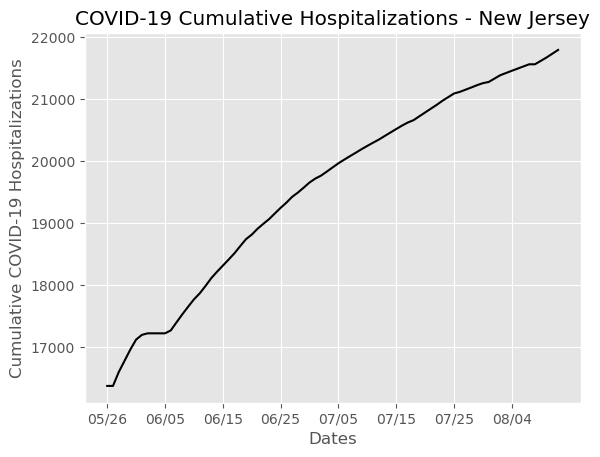 COVID-19 Cumulative Hospitalizations - New Jersey
22000
21000
20000
19000
18000
17000
Cumulative COVID-19 Hospitalizations
05/26 06/05 06/15 06/25 07/05 07/15 07/25 08/04
Dates